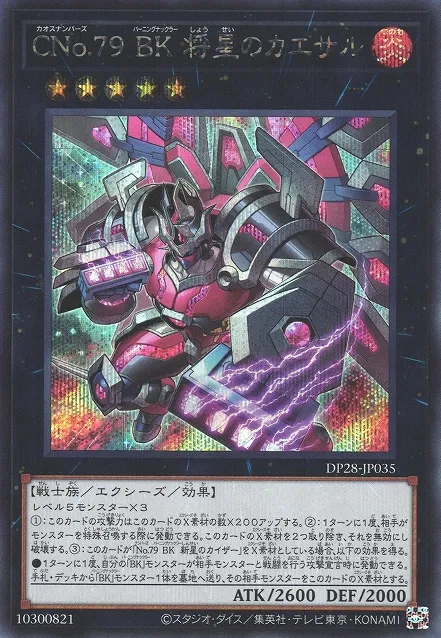 カオスナンバーズ バーニングナックラー しょう せい
CNo.79 BK 将星のカエサル
ほのお
炎
DP28-JP035
【戦士族/エクシーズ/効果】
レベル5モンスター×3
①:このカードの攻撃力はこのカードのX素材の数×200アップする。②:1ターンに1度、相手が
モンスターを特殊召喚する際に発動できる。このカードのX素材を2つ取り除き、それを無効にし
破壊する。③:このカードが「No.79 BK 新星のカイザー」をX素材としている場合、以下の効果を得る。
●1ターンに1度、自分の「BK」モンスターが相手モンスターと戦闘を行う攻撃宣言時に発動できる。
手札・デッキから「BK」モンスター1体を墓地へ送り、その相手モンスターをこのカードのX素材とする。
ATK/2600 DEF/2000
10300821
©スタジオ・ダイス/集英社・テレビ東京・KONAMI